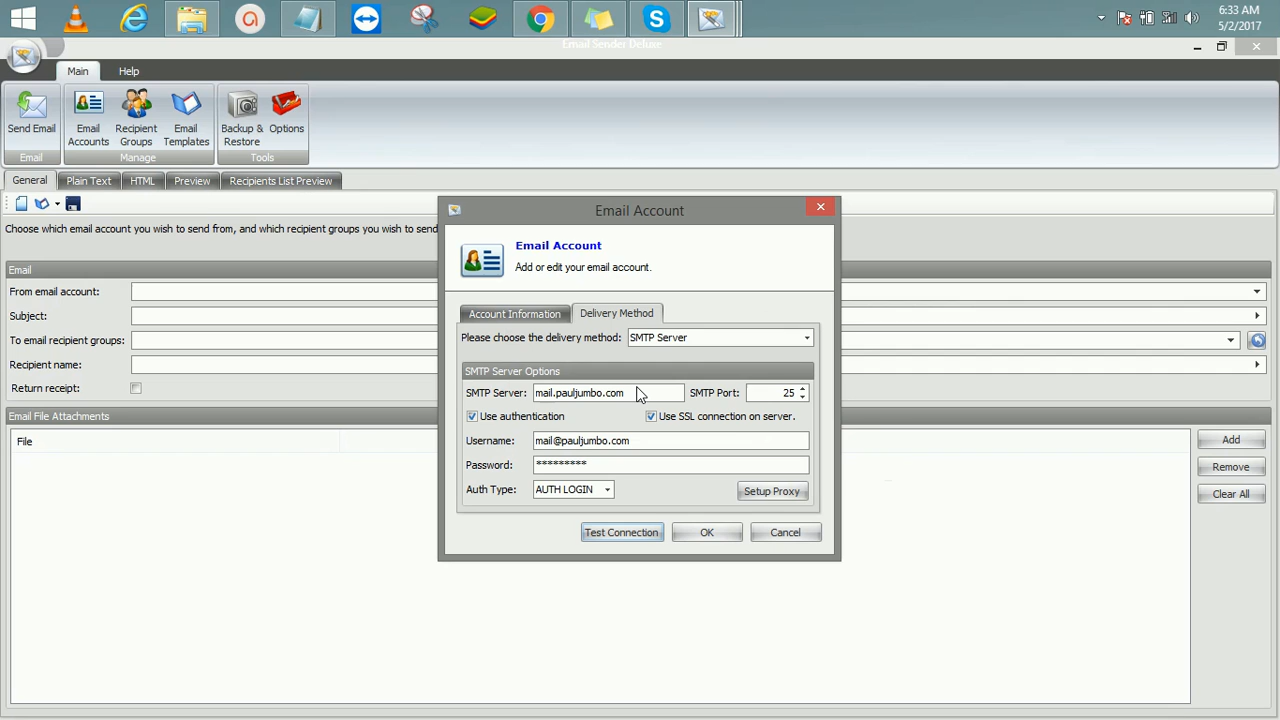 6:33 AM
5/2/2017
Email Sender Deluxe
Main Help
Send Email
Email Accounts
Recipient Groups
Email Templates
Backup & Restore
Options
Email Manage Tools
General Plain Text HTML Preview Recipients List Preview
Choose which email account you wish to send from, and which recipient groups you wish to send
Email
From email account:
Subject:
To email recipient groups:
Recipient name:
Return receipt:
Email File Attachments
File
Add
Remove
Clear All
Email Account
Email Account
Add or edit your email account.
Account Information Delivery Method
Please choose the delivery method: SMTP Server
SMTP Server Options
SMTP Server: mail.pauljumbo.com SMTP Port: 25
Use authentication Use SSL connection on server.
Username: mail@pauljumbo.com
Password: *********
Auth Type: AUTH LOGIN Setup Proxy
Test Connection OK Cancel